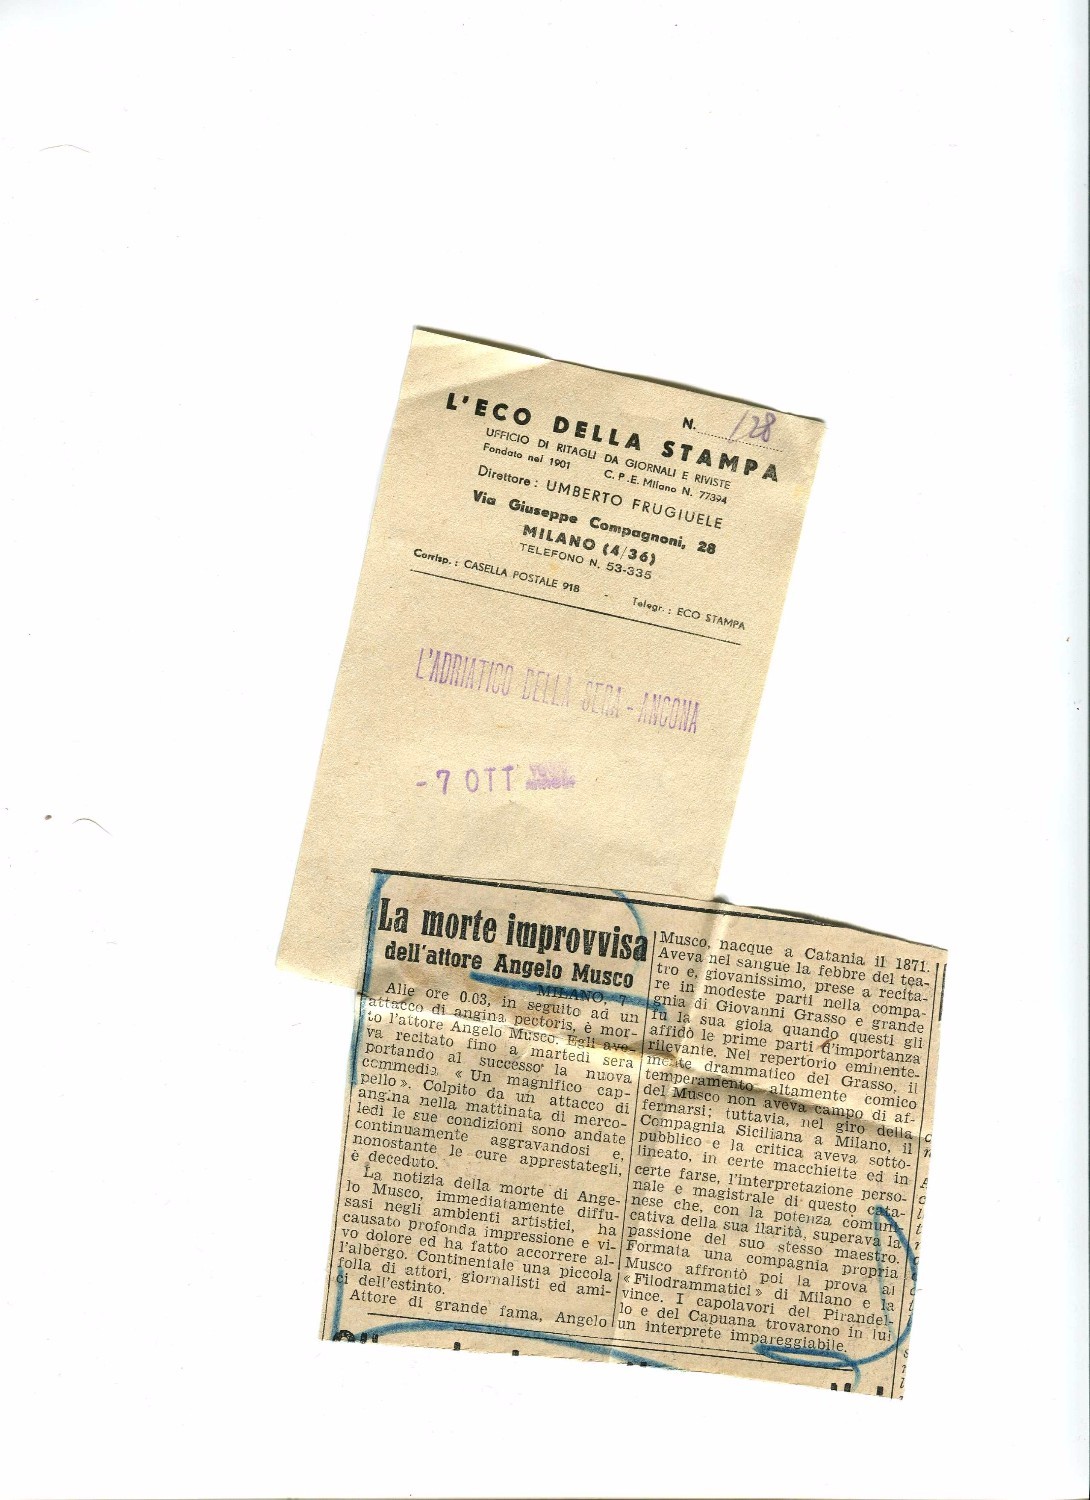 N. 128
L'ECO DELLA STAMPA
UFFICIO DI RITAGLI DA GIORNALI E RIVISTE
Fondato nel 1901 C. P. E. Milano N. 77394
Direttore : UMBERTO FRUGIUELE
Via Giuseppe Compagnoni, 28
MILANO (4/36)
TELEFONO N. 53-335
Corrisp. : CASELLA POSTALE 918 - Telegr. : ECO STAMPA
L'ADRIATICO DELLA SERA - ANCONA
- 7 OTT
La morte improvvisa
dell'attore Angelo Musco
MILANO, 7
Alle ore 0.03, in seguito ad un
attacco di angina pectoris, è mor-
to l'attore Angelo Musco. Egli ave-
va recitato fino a martedì sera
portando al successo la nuova
commedia « Un magnifico cap-
pello ». Colpito da un attacco di
angina nella mattinata di merco-
ledì le sue condizioni sono andate
continuamente aggravandosi e,
nonostante le cure apprestategli,
è deceduto.
La notizia della morte di Ange-
lo Musco, immediatamente diffu-
sasi negli ambienti artistici, ha
causato profonda impressione e vi-
vo dolore ed ha fatto accorrere al-
l'albergo. Continentale una piccola
folla di attori, giornalisti ed ami-
ci dell'estinto.
Attore di grande fama, Angelo
Musco, nacque a Catania il 1871.
Aveva nel sangue la febbre del tea-
tro e, giovanissimo, prese a recita-
re in modeste parti nella compa-
gnia di Giovanni Grasso e grande
fu la sua gioia quando questi gli
affidò le prime parti d'importanza
rilevante. Nel repertorio eminente-
mente drammatico del Grasso, il
temperamento altamente comico
del Musco non aveva campo di af-
fermarsi; tuttavia, nel giro della
Compagnia Siciliana a Milano, il
pubblico e la critica aveva sotto-
lineato, in certe macchiette ed in
certe farse, l'interpretazione perso-
nale e magistrale di questo cata-
nese che, con la potenza comuni-
cativa della sua ilarità, superava la
passione del suo stesso maestro.
Formata una compagnia propria
Musco affrontò poi la prova ai
« Filodrammatici » di Milano e la
vince. I capolavori del Pirandel-
lo e del Capuana trovarono in lui
un interprete impareggiabile.